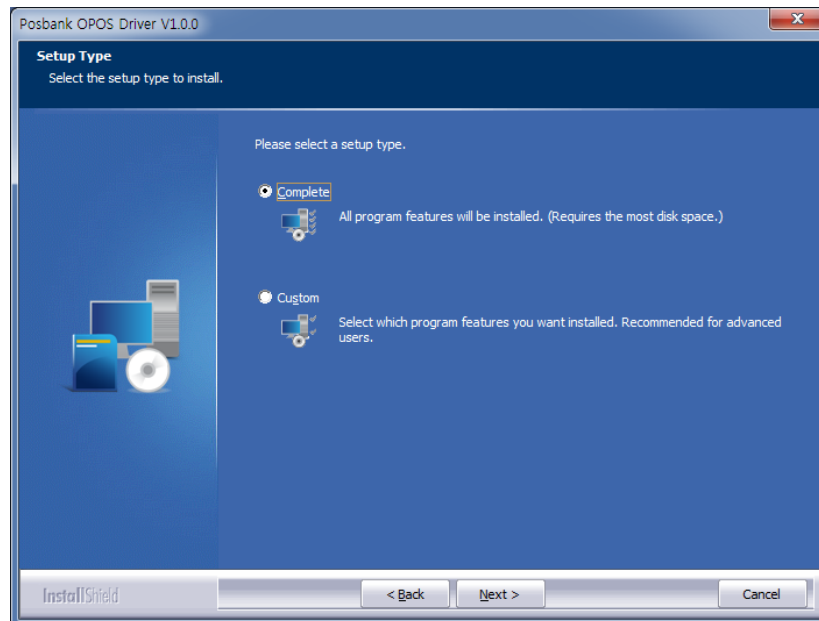 Posbank OPOS Driver V1.0.0
Setup Type
Select the setup type to install.
Please select a setup type.
Complete
All program features will be installed. (Requires the most disk space.)
Custom
Select which program features you want installed. Recommended for advanced
users.
InstallShield
< Back
Next >
Cancel